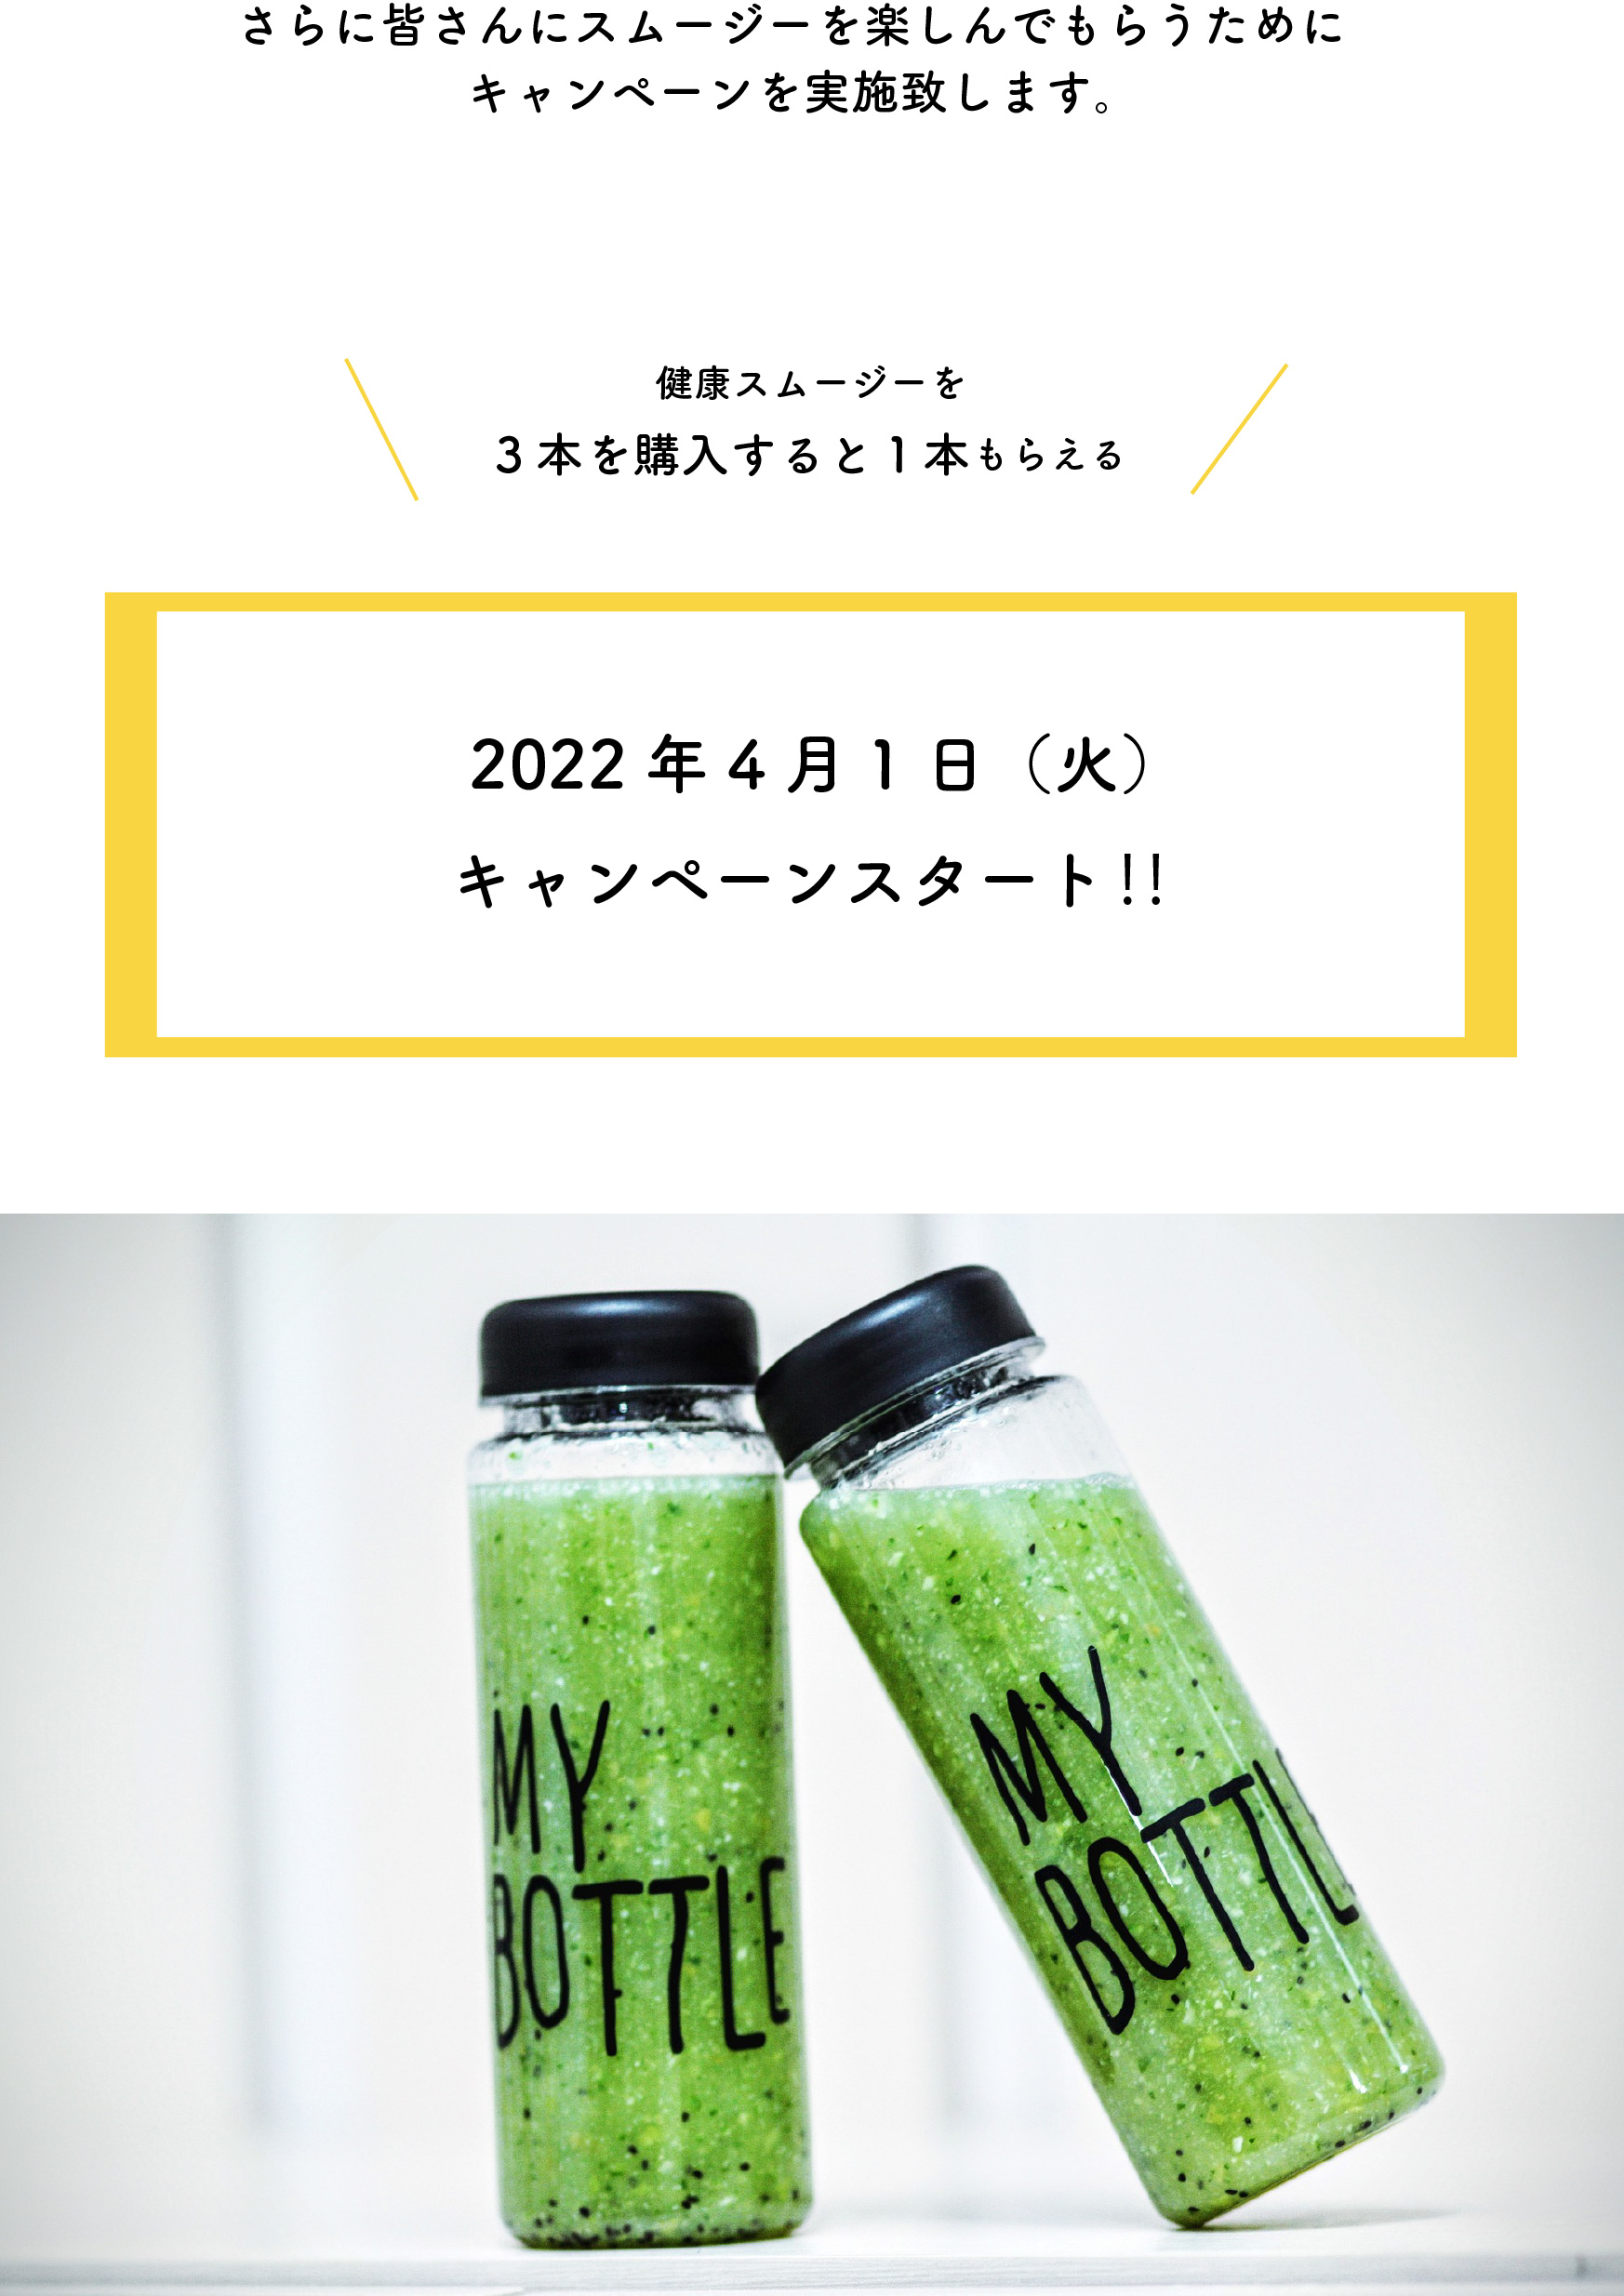 さらに皆さんにスムージーを楽しんでもらうために
キャンペーンを実施致します。
健康スムージーを
3本を購入すると1本もらえる
2022年4月1日（火）
キャンペーンスタート!!
MY
BOTTLE
MY
BOTTL